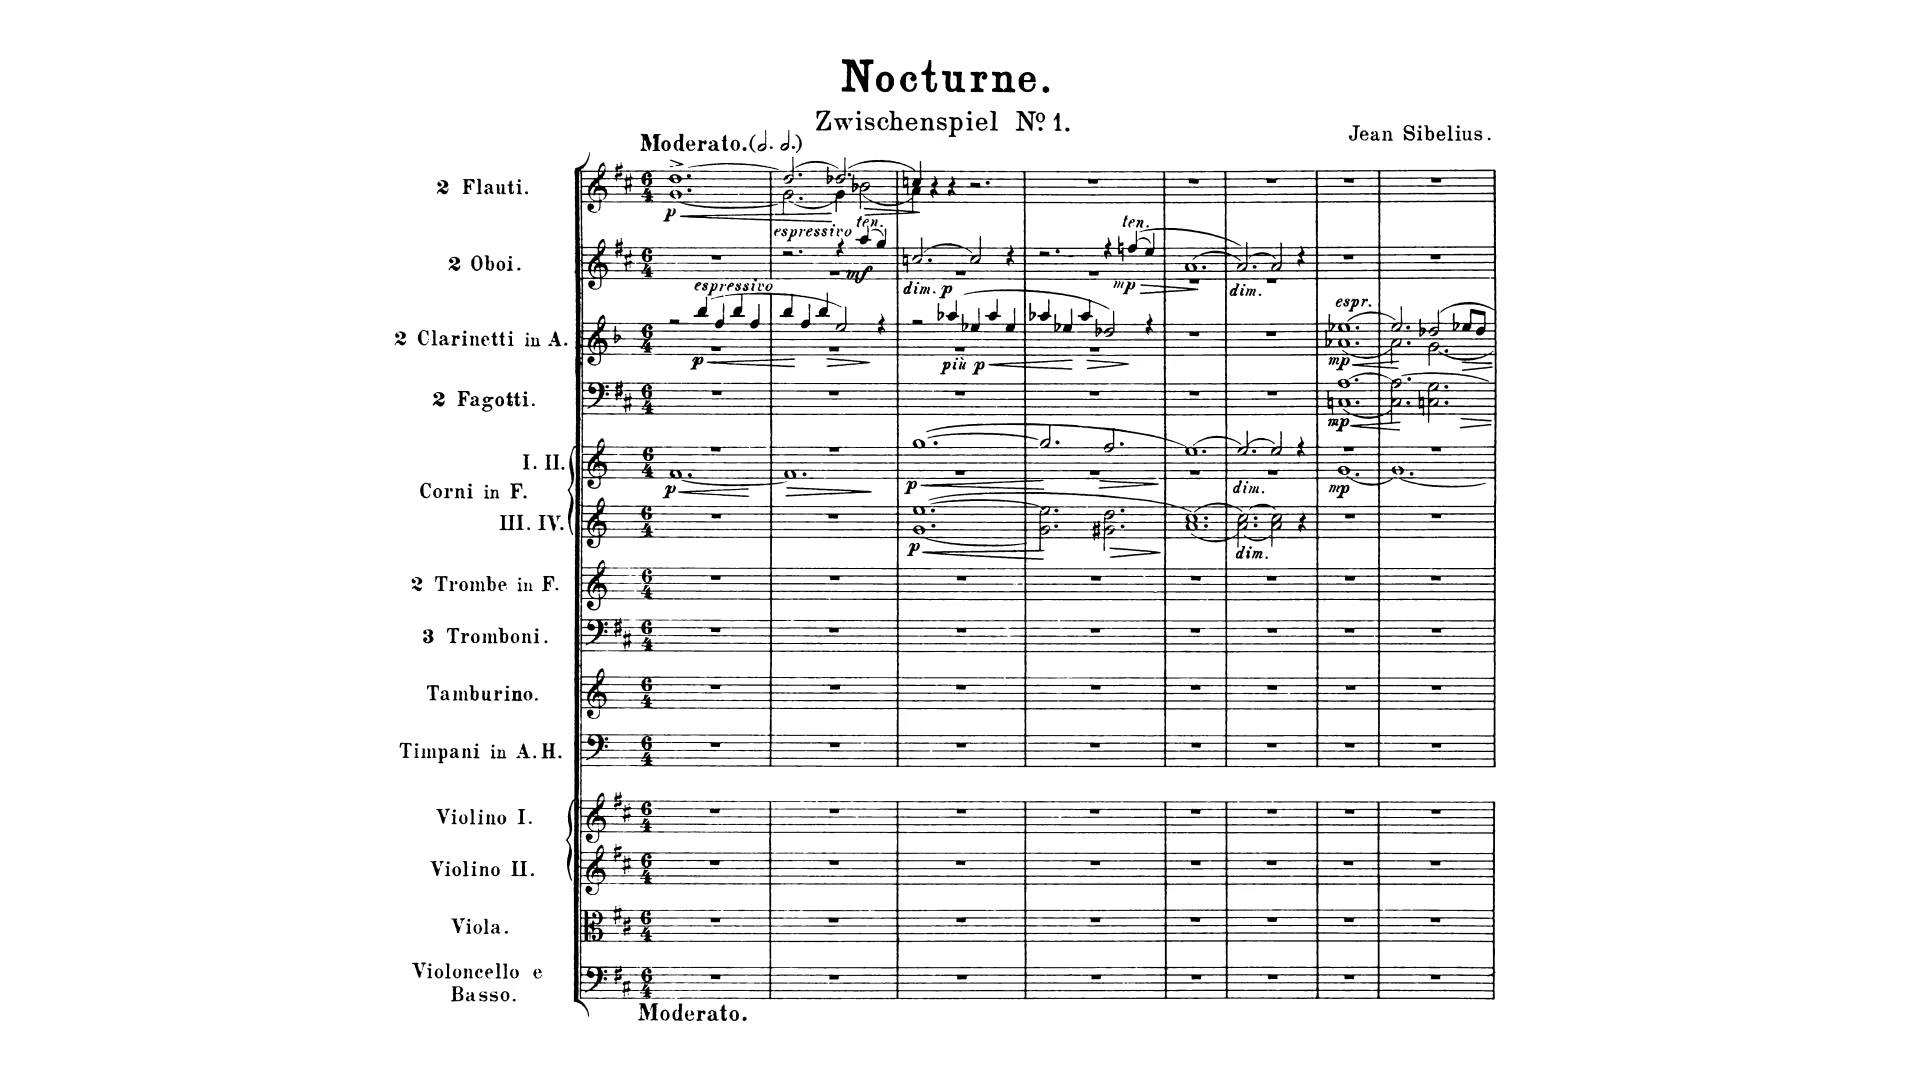 Nocturne.
Zwischenspiel No. 1.
Jean Sibelius.
Moderato. (𝅗𝅥. 𝅗𝅥.)
2 Flauti.
p
espressivo
2 Oboi.
ten.
mf
dim. p
ten.
mp
dim.
2 Clarinetti in A.
espressivo
p
più p
espr.
mp
2 Fagotti.
mp
I. II.
p
p
dim.
mp
Corni in F.
III. IV.
p
dim.
2 Trombe in F.
3 Tromboni.
Tamburino.
Timpani in A. H.
Violino I.
Violino II.
Viola.
Violoncello e
Basso.
Moderato.